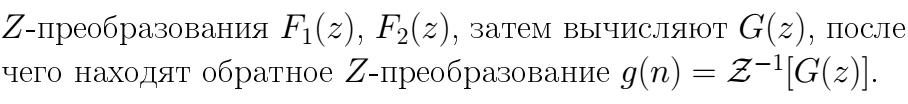 Z-преобразования F₁(z), F₂(z), затем вычисляют G(z), после
чего находят обратное Z-преобразование g(n) = 𝒵⁻¹[G(z)].